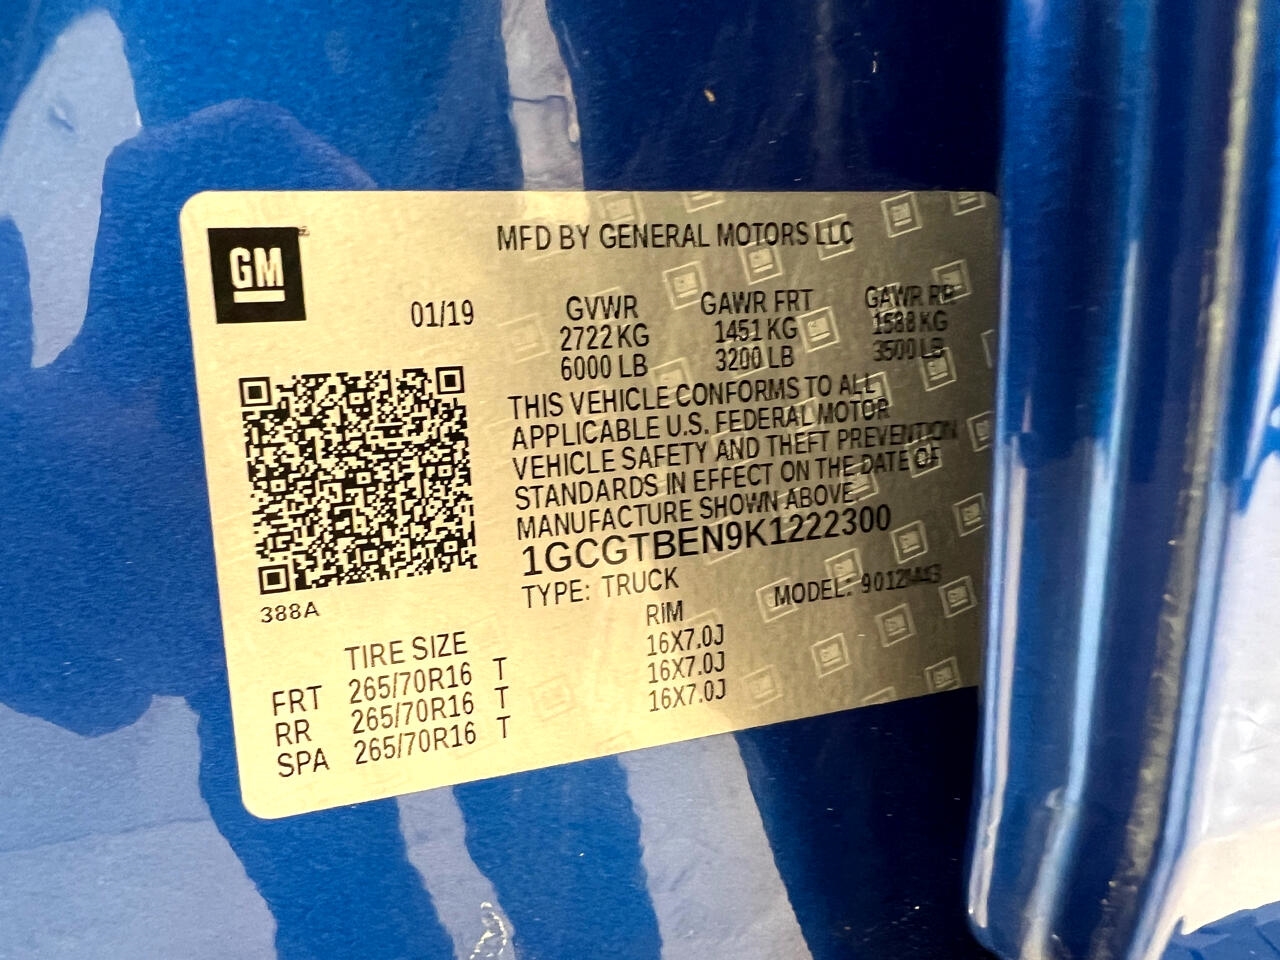 GM
MFD BY GENERAL MOTORS LLC
01/19
GVWR GAWR FRT GAWR RR
2722 KG 1451 KG 1588 KG
6000 LB 3200 LB 3500 LB
THIS VEHICLE CONFORMS TO ALL
APPLICABLE U.S. FEDERAL MOTOR
VEHICLE SAFETY AND THEFT PREVENTION
STANDARDS IN EFFECT ON THE DATE OF
MANUFACTURE SHOWN ABOVE.
1GCGTBEN9K1222300
TYPE: TRUCK MODEL:
388A
TIRE SIZE RIM
FRT 265/70R16 T 16X7.0J
RR 265/70R16 T 16X7.0J
SPA 265/70R16 T 16X7.0J